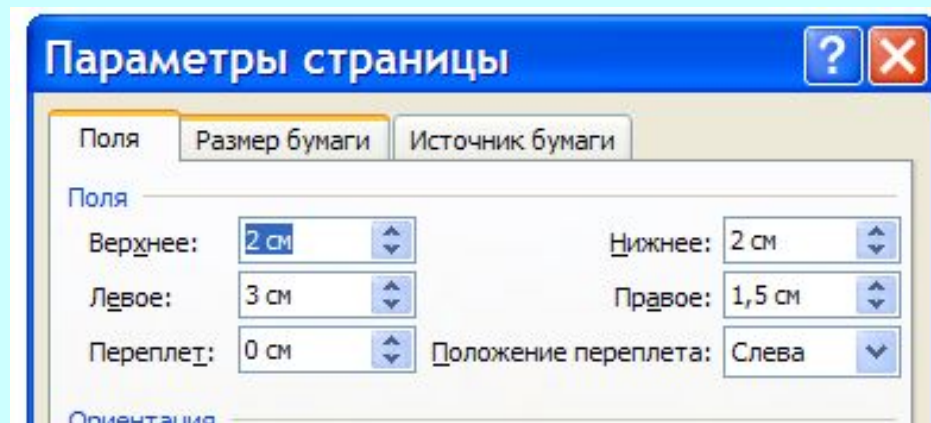 Параметры страницы
Поля Размер бумаги Источник бумаги
Поля
Верхнее: 2 см Нижнее: 2 см
Левое: 3 см Правое: 1,5 см
Переплет: 0 см Положение переплета: Слева
Ориентация